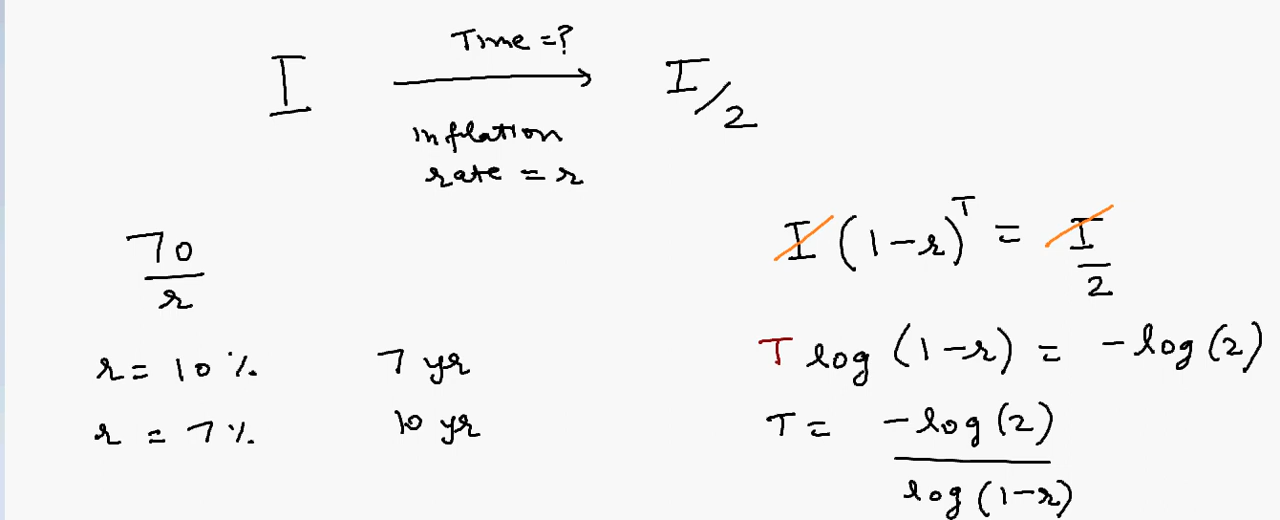 I Time =? I/2
inflation
rate = r
70/r
r = 10 %. 7 yr
r = 7 %. 10 yr
I (1-r)^T = I/2
T log (1-r) = - log (2)
T = - log (2) / log (1-r)